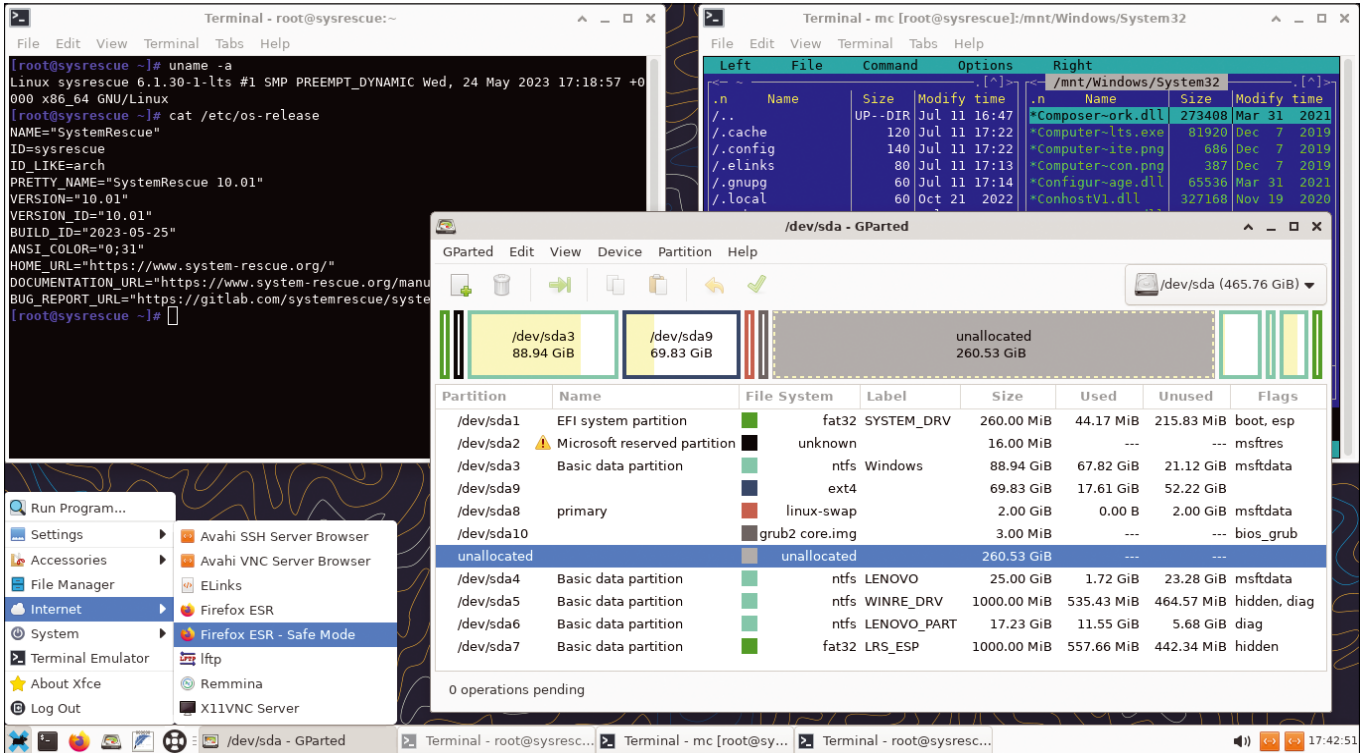 Terminal - root@sysrescue:~
File Edit View Terminal Tabs Help
[root@sysrescue ~]# uname -a
Linux sysrescue 6.1.30-1-lts #1 SMP PREEMPT_DYNAMIC Wed, 24 May 2023 17:18:57 +0
000 x86_64 GNU/Linux
[root@sysrescue ~]# cat /etc/os-release
NAME="SystemRescue"
ID=sysrescue
ID_LIKE=arch
PRETTY_NAME="SystemRescue 10.01"
VERSION="10.01"
VERSION_ID="10.01"
BUILD_ID="2023-05-25"
ANSI_COLOR="0;31"
HOME_URL="https://www.system-rescue.org/"
DOCUMENTATION_URL="https://www.system-rescue.org/manu
BUG_REPORT_URL="https://gitlab.com/systemrescue/syste
[root@sysrescue ~]#
Terminal - mc [root@sysrescue]:/mnt/Windows/System32
File Edit View Terminal Tabs Help
Left File Command Options Right
<— ~ .[^]> <— /mnt/Windows/System32 .[^]>
.n Name Size Modify time .n Name Size Modify time
/.. UP--DIR Jul 11 16:47 *Composer~ork.dll 273408 Mar 31 2021
/.cache 120 Jul 11 17:22 *Computer~lts.exe 81920 Dec 7 2019
/.config 140 Jul 11 17:22 *Computer~ite.png 686 Dec 7 2019
/.elinks 80 Jul 11 17:13 *Computer~con.png 387 Dec 7 2019
/.gnupg 60 Jul 11 17:14 *Configur~age.dll 65536 Mar 31 2021
/.local 60 Oct 21 2022 *ConhostV1.dll 327168 Nov 19 2020
/dev/sda - GParted
GParted Edit View Device Partition Help
/dev/sda (465.76 GiB)
/dev/sda3 /dev/sda9 unallocated
88.94 GiB 69.83 GiB 260.53 GiB
Partition Name File System Label Size Used Unused Flags
/dev/sda1 EFI system partition fat32 SYSTEM_DRV 260.00 MiB 44.17 MiB 215.83 MiB boot, esp
/dev/sda2 Microsoft reserved partition unknown 16.00 MiB --- --- msftres
/dev/sda3 Basic data partition ntfs Windows 88.94 GiB 67.82 GiB 21.12 GiB msftdata
/dev/sda9 ext4 69.83 GiB 17.61 GiB 52.22 GiB
/dev/sda8 primary linux-swap 2.00 GiB 0.00 B 2.00 GiB msftdata
/dev/sda10 grub2 core.img 3.00 MiB --- --- bios_grub
unallocated unallocated 260.53 GiB --- ---
/dev/sda4 Basic data partition ntfs LENOVO 25.00 GiB 1.72 GiB 23.28 GiB msftdata
/dev/sda5 Basic data partition ntfs WINRE_DRV 1000.00 MiB 535.43 MiB 464.57 MiB hidden, diag
/dev/sda6 Basic data partition ntfs LENOVO_PART 17.23 GiB 11.55 GiB 5.68 GiB diag
/dev/sda7 Basic data partition fat32 LRS_ESP 1000.00 MiB 557.66 MiB 442.34 MiB hidden
0 operations pending
Run Program...
Settings
Accessories
File Manager
Internet
System
Terminal Emulator
About Xfce
Log Out
Avahi SSH Server Browser
Avahi VNC Server Browser
ELinks
Firefox ESR
Firefox ESR - Safe Mode
lftp
Remmina
X11VNC Server
/dev/sda - GParted Terminal - root@sysresc... Terminal - mc [root@sy... Terminal - root@sysresc... 17:42:51